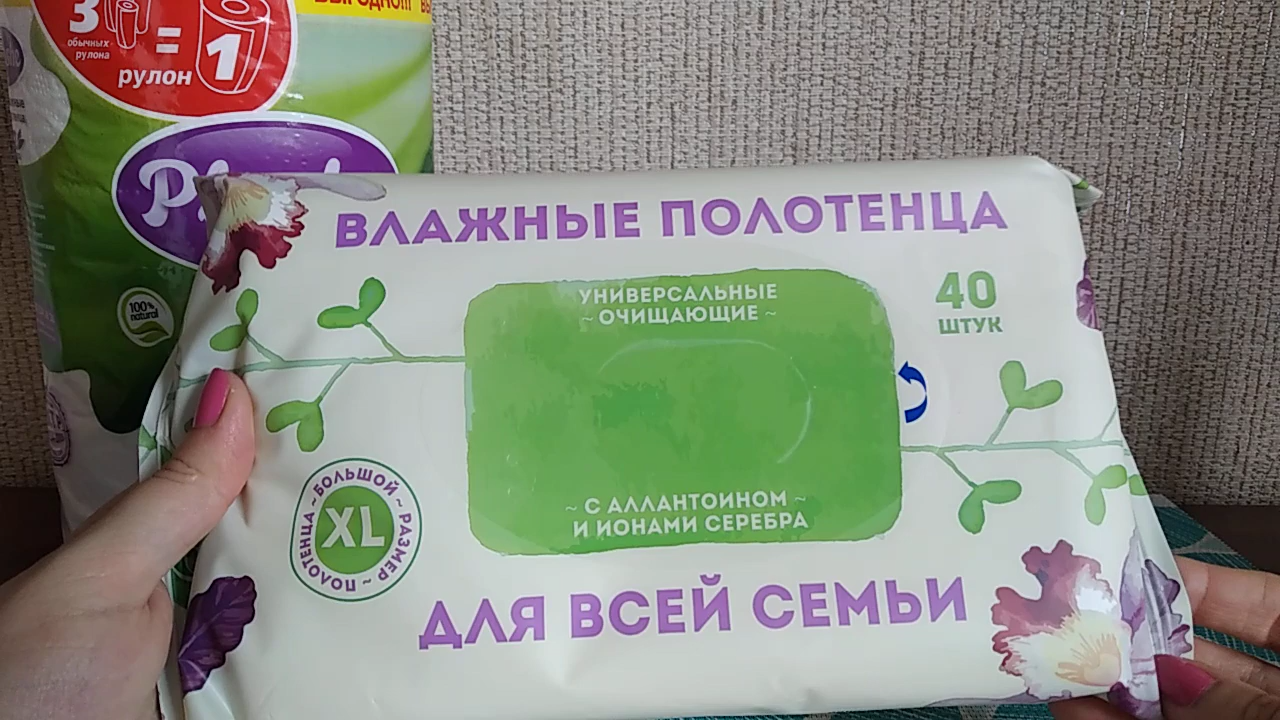 ВЫГОДНО!!!
3
обычных
рулона
=
1
рулон
100%
natural
ВЛАЖНЫЕ ПОЛОТЕНЦА
УНИВЕРСАЛЬНЫЕ
~ ОЧИЩАЮЩИЕ ~
40
ШТУК
~ С АЛЛАНТОИНОМ ~
И ИОНАМИ СЕРЕБРА
~ БОЛЬШОЙ ~ РАЗМЕР ~ ПОЛОТЕНЦА
XL
ДЛЯ ВСЕЙ СЕМЬИ